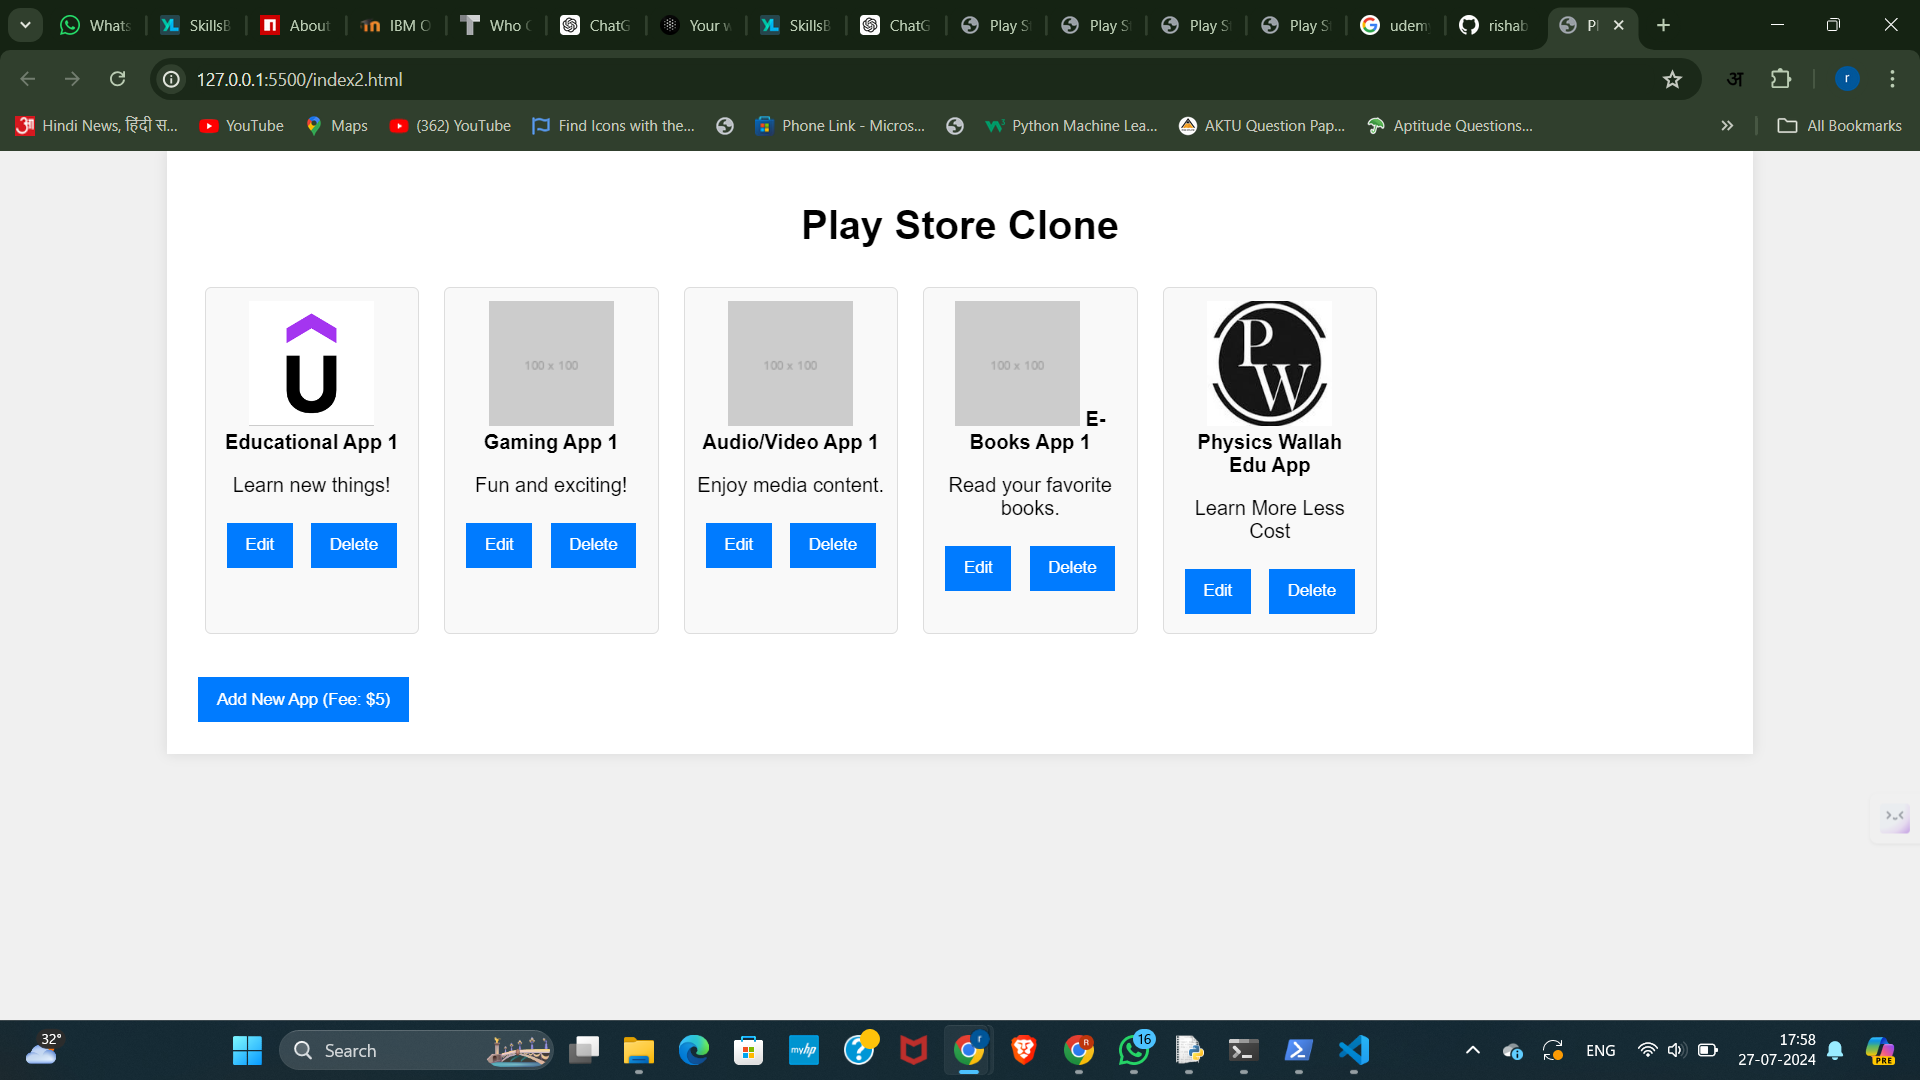 Whats
SkillsB
About
IBM O
Who
ChatG
Your w
SkillsB
ChatG
Play S
Play S
Play S
Play S
udem
rishab
Pl
127.0.0.1:5500/index2.html
अ
r
Hindi News, हिंदी स...
YouTube
Maps
(362) YouTube
Find Icons with the...
Phone Link - Micros...
Python Machine Lea...
AKTU Question Pap...
Aptitude Questions...
All Bookmarks
Play Store Clone
Educational App 1
Learn new things!
Edit
Delete
100 x 100
Gaming App 1
Fun and exciting!
Edit
Delete
100 x 100
Audio/Video App 1
Enjoy media content.
Edit
Delete
100 x 100
E-
Books App 1
Read your favorite
books.
Edit
Delete
P
W
Physics Wallah
Edu App
Learn More Less
Cost
Edit
Delete
Add New App (Fee: $5)
32°
Search
myhp
r
R
16
ENG
17:58
27-07-2024
PRE